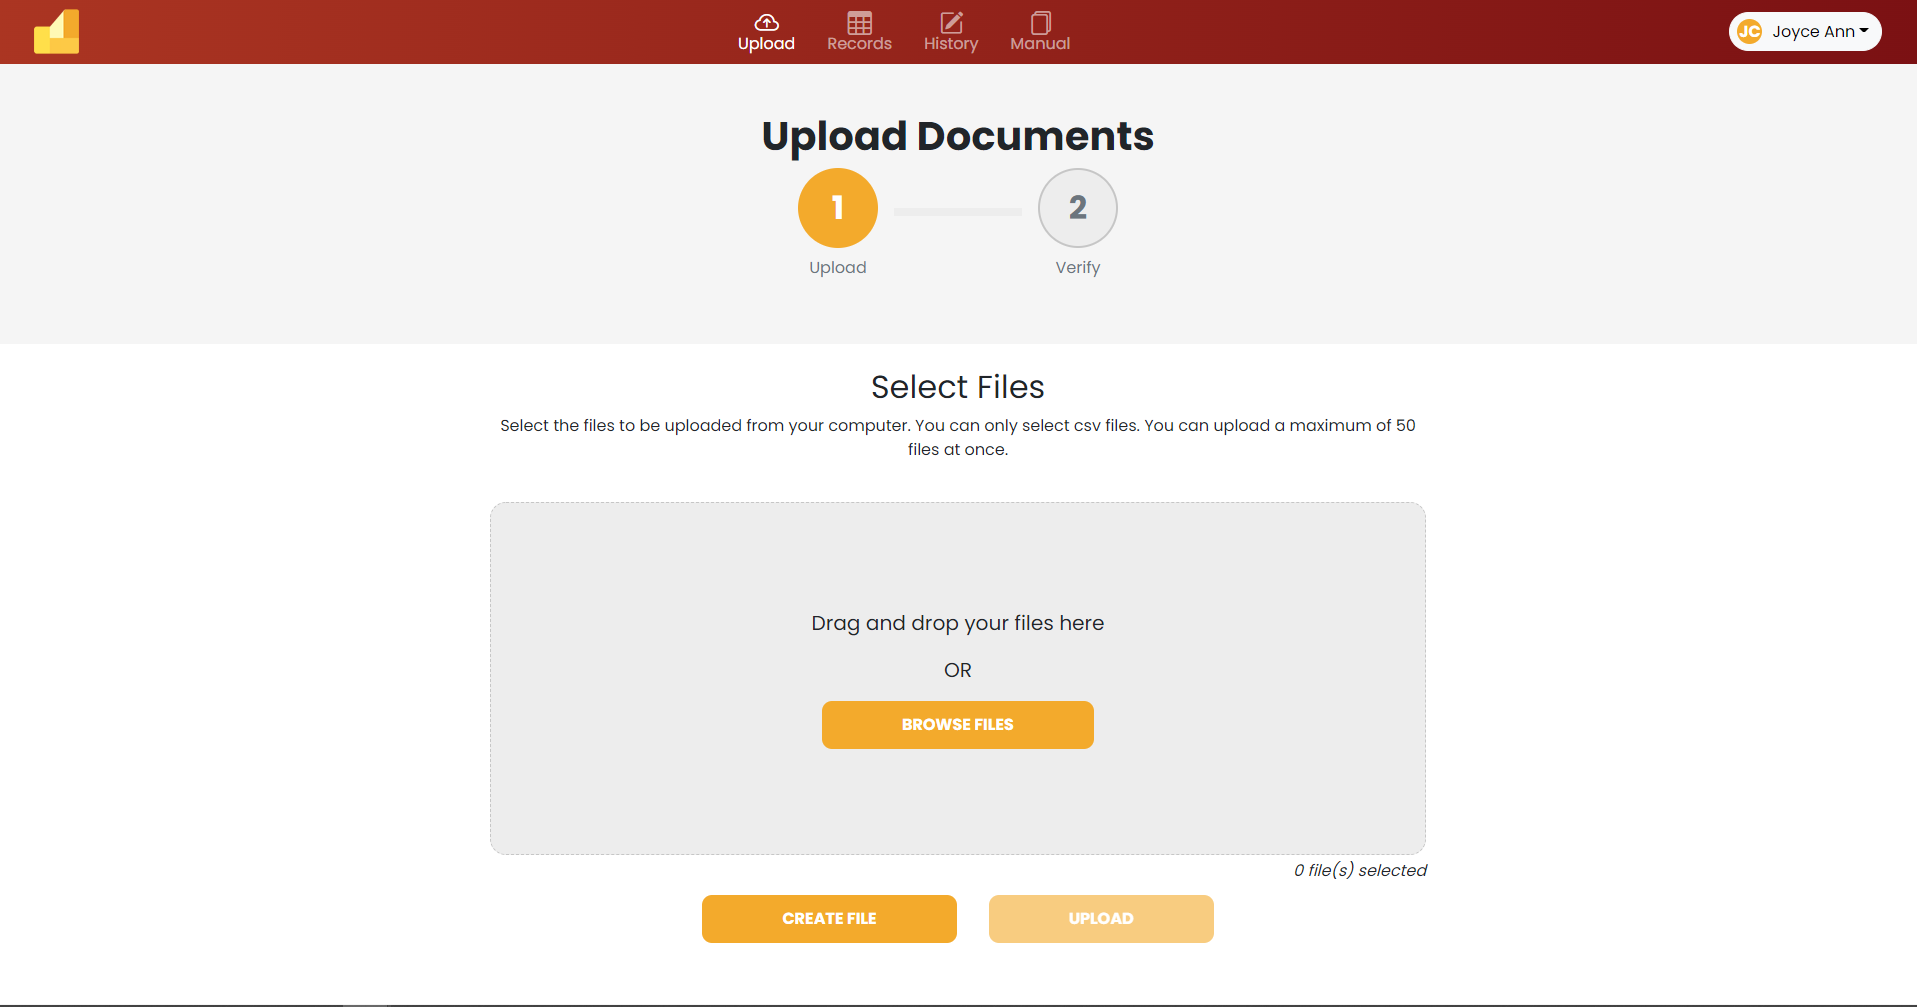 Upload
Records
History
Manual
JC
Joyce Ann
Upload Documents
1
2
Upload
Verify
Select Files
Select the files to be uploaded from your computer. You can only select csv files. You can upload a maximum of 50
files at once.
Drag and drop your files here
OR
BROWSE FILES
0 file(s) selected
CREATE FILE
UPLOAD